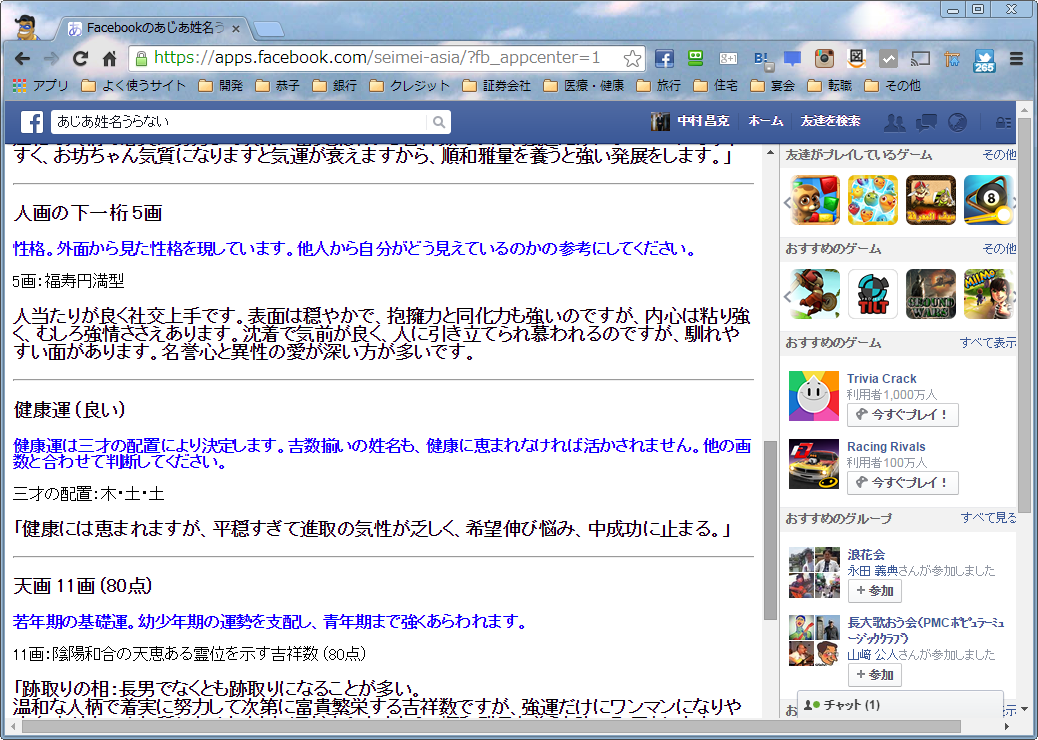 Facebookのあじあ姓名う
https://apps.facebook.com/seimei-asia/?fb_appcenter=1
265
アプリ よく使うサイト 開発 恭子 銀行 クレジット 証券会社 医療・健康 旅行 住宅 宴会 転職 その他
あじあ姓名うらない
中村昌克 ホーム 友達を検索
すく、お坊ちゃん気質になりますと気運が衰えますから、順和雅量を養うと強い発展をします。」
人画の下一桁 5画
性格。外面から見た性格を現しています。他人から自分がどう見えているのかの参考にしてください。
5画：福寿円満型
人当たりが良く社交上手です。表面は穏やかで、抱擁力と同化力も強いのですが、内心は粘り強
く、むしろ強情ささえあります。沈着で気前が良く、人に引き立てられ慕われるのですが、馴れや
すい面があります。名誉心と異性の愛が深い方が多いです。
健康運（良い）
健康運は三才の配置により決定します。吉数揃いの姓名も、健康に恵まれなければ活かされません。他の画
数と合わせて判断してください。
三才の配置：木・土・土
「健康には恵まれますが、平穏すぎて進取の気性が乏しく、希望伸び悩み、中成功に止まる。」
天画 11画 (80点)
若年期の基礎運。幼少年期の運勢を支配し、青年期まで強くあらわれます。
11画：陰陽和合の天恵ある霊位を示す吉祥数 (80点)
「跡取りの相：長男でなくとも跡取りになることが多い。
温和な人柄で着実に努力して次第に富貴繁栄する吉祥数ですが、強運だけにワンマンになりや
友達がプレイしているゲーム その他
8
おすすめのゲーム その他
TILT
GROUND WARS
おすすめのゲーム すべて表示
Trivia Crack
利用者1,000万人
今すぐプレイ！
Racing Rivals
利用者100万人
今すぐプレイ！
おすすめのグループ すべて見る
浪花会
永田 義典さんが参加しました
+ 参加
長大歌おう会(PMCポピュラーミュ
ージッククラブ)
山﨑 公人さんが参加しました
+ 参加
チャット (1)